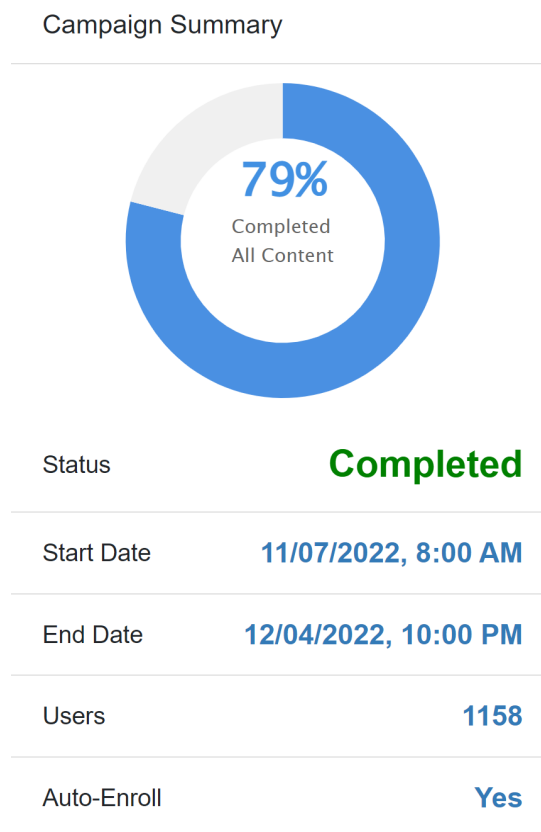 Campaign Summary
79%
Completed
All Content
Status Completed
Start Date 11/07/2022, 8:00 AM
End Date 12/04/2022, 10:00 PM
Users 1158
Auto-Enroll Yes